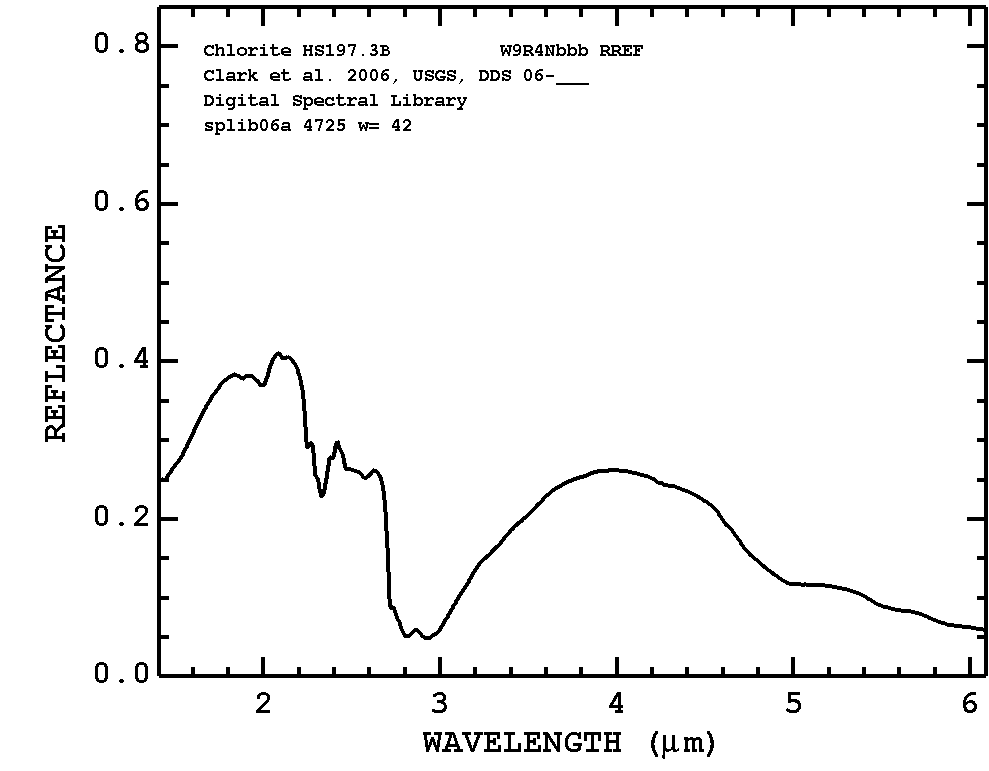 0.8
0.6
0.4
0.2
0.0
REFLECTANCE
Chlorite HS197.3B W9R4Nbbb RREF
Clark et al. 2006, USGS, DDS 06-___
Digital Spectral Library
splib06a 4725 w= 42
2 3 4 5 6
WAVELENGTH (μm)